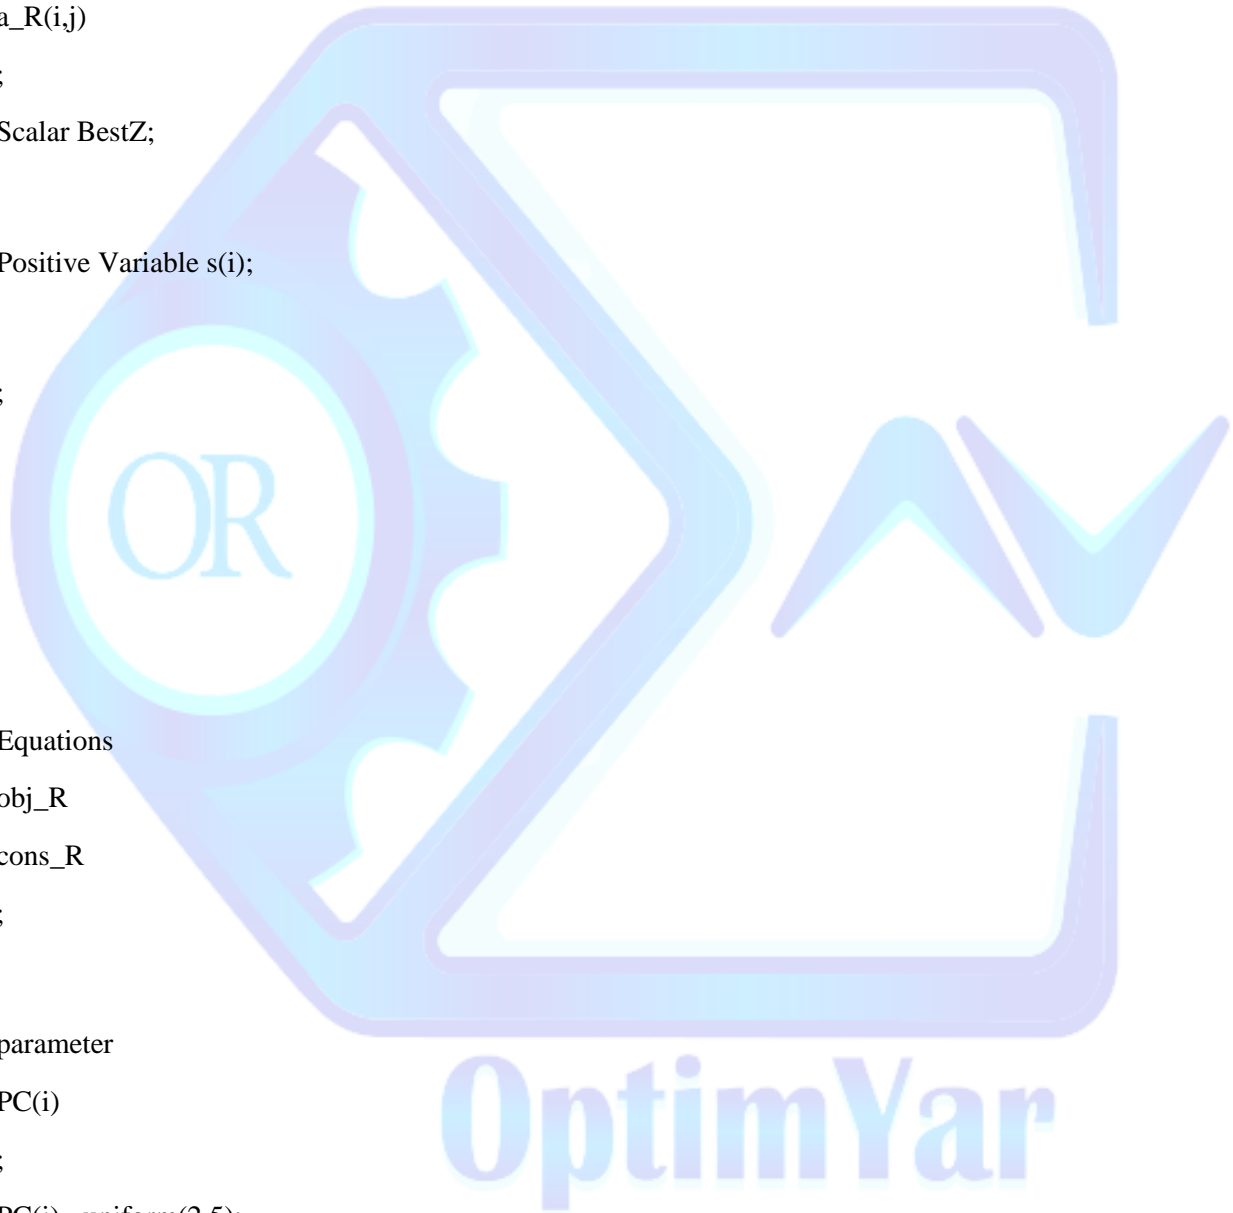 a_R(i,j)
;
Scalar BestZ;
Positive Variable s(i);
;
OR
Equations
obj_R
cons_R
;
parameter
PC(i)
;
OptimYar